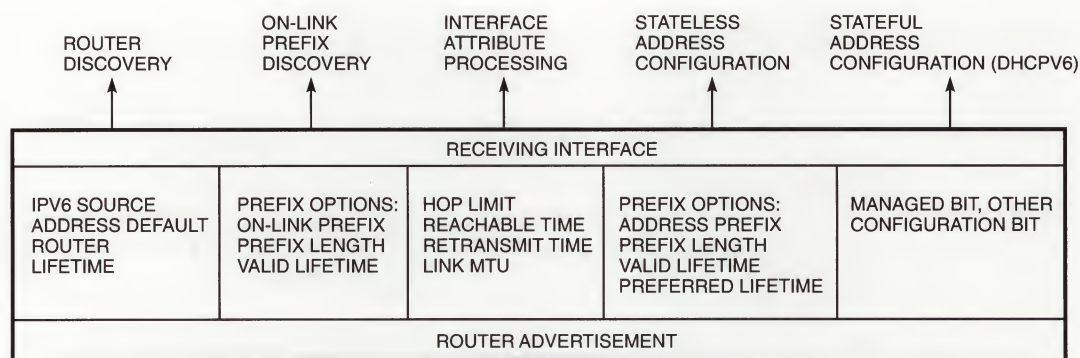 ROUTER
DISCOVERY
ON-LINK
PREFIX
DISCOVERY
INTERFACE
ATTRIBUTE
PROCESSING
STATELESS
ADDRESS
CONFIGURATION
STATEFUL
ADDRESS
CONFIGURATION (DHCPV6)
RECEIVING INTERFACE
IPV6 SOURCE
ADDRESS DEFAULT
ROUTER
LIFETIME
PREFIX OPTIONS:
ON-LINK PREFIX
PREFIX LENGTH
VALID LIFETIME
HOP LIMIT
REACHABLE TIME
RETRANSMIT TIME
LINK MTU
PREFIX OPTIONS:
ADDRESS PREFIX
PREFIX LENGTH
VALID LIFETIME
PREFERRED LIFETIME
MANAGED BIT, OTHER
CONFIGURATION BIT
ROUTER ADVERTISEMENT